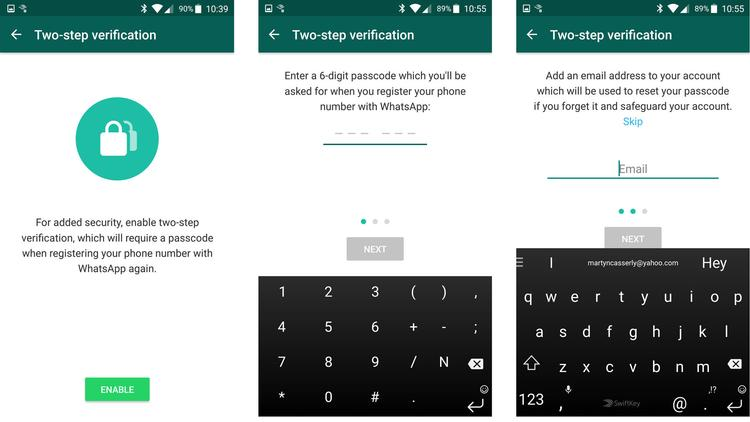 90% 10:39
Two-step verification
For added security, enable two-step
verification, which will require a passcode
when registering your phone number with
WhatsApp again.
ENABLE
89% 10:55
Two-step verification
Enter a 6-digit passcode which you'll be
asked for when you register your phone
number with WhatsApp:
___ ___
NEXT
1 2 3 ( ) ,
4 5 6 + - ;
7 8 9 / N
* 0 # .
89% 10:55
Two-step verification
Add an email address to your account
which will be used to reset your passcode
if you forget it and safeguard your account.
Skip
Email
NEXT
I martyncasserly@yahoo.com Hey
q w e r t y u i o p
a s d f g h j k l
z x c v b n m
,!?
123 , SwiftKey @ .